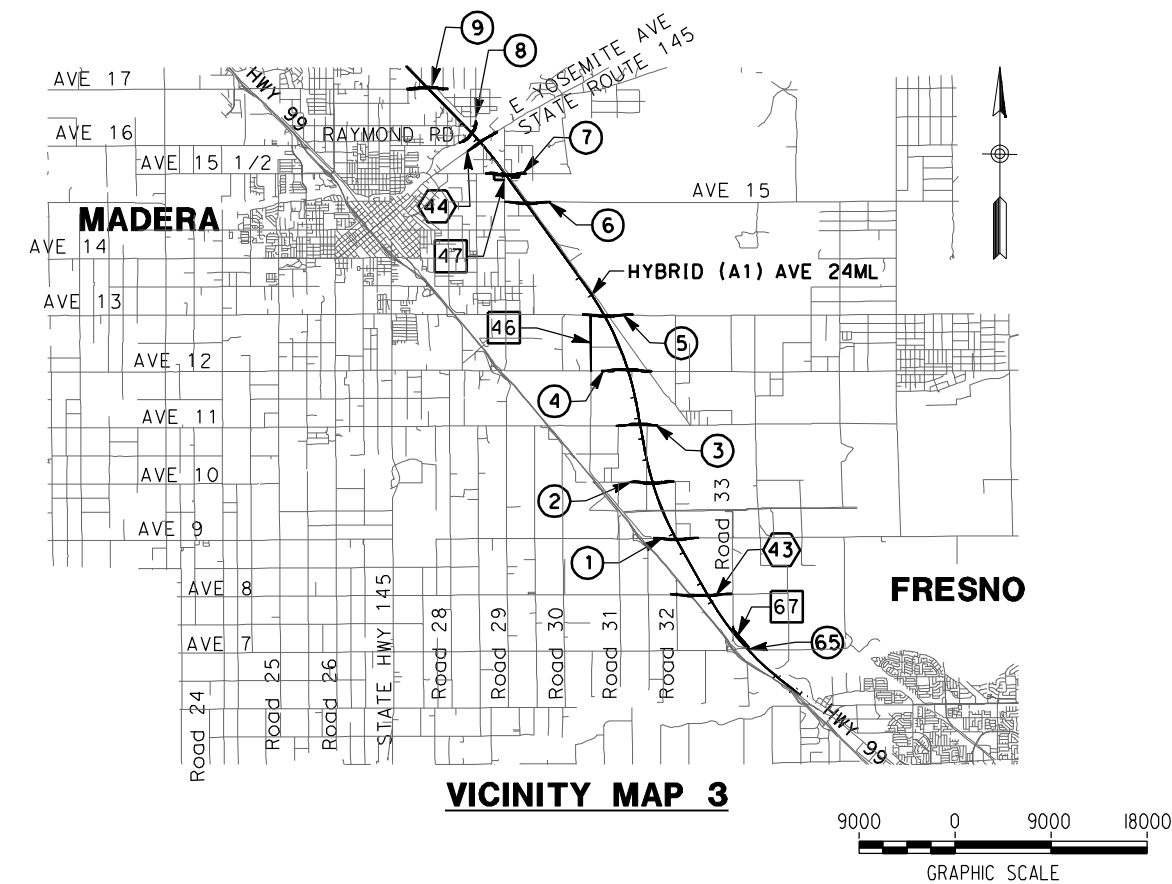 9
8
E YOSEMITE AVE
STATE ROUTE 145
AVE 17
HWY 99
AVE 16
RAYMOND RD
7
AVE 15 1/2
AVE 15
44
6
MADERA
47
AVE 14
HYBRID (A1) AVE 24ML
AVE 13
46
5
AVE 12
4
AVE 11
3
AVE 10
2
Road 33
AVE 9
1
43
AVE 8
FRESNO
67
AVE 7
65
Road 24
Road 25
Road 26
STATE HWY 145
Road 28
Road 29
Road 30
Road 31
Road 32
HWY 99
VICINITY MAP 3
9000 0 9000 18000
GRAPHIC SCALE